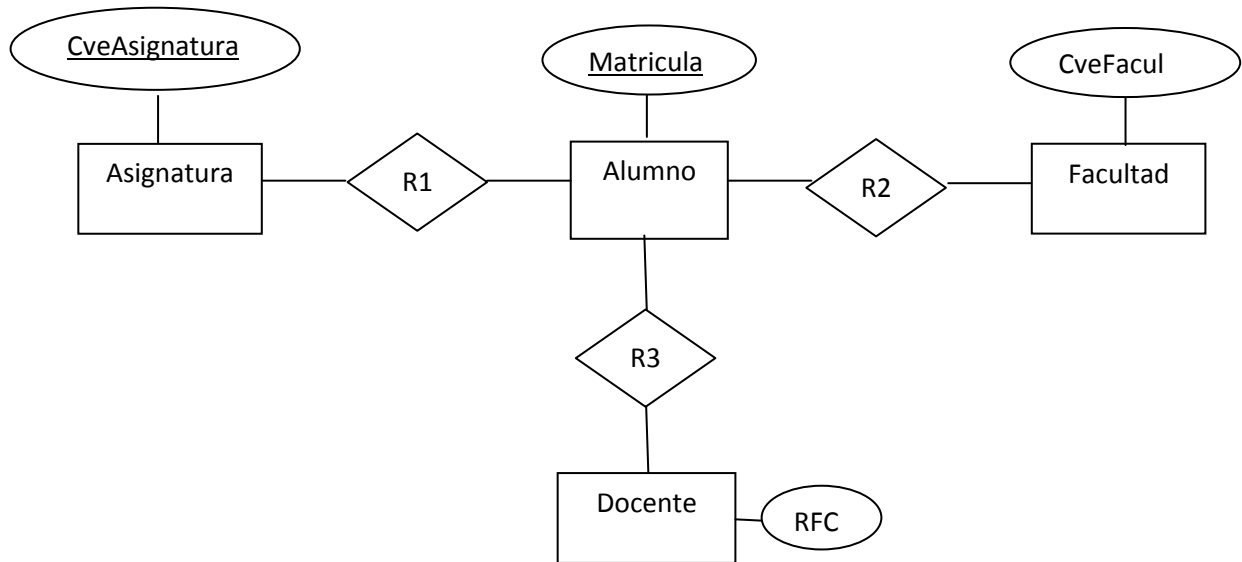 CveAsignatura
Matricula
CveFacul
Asignatura
R1
Alumno
R2
Facultad
R3
Docente
RFC